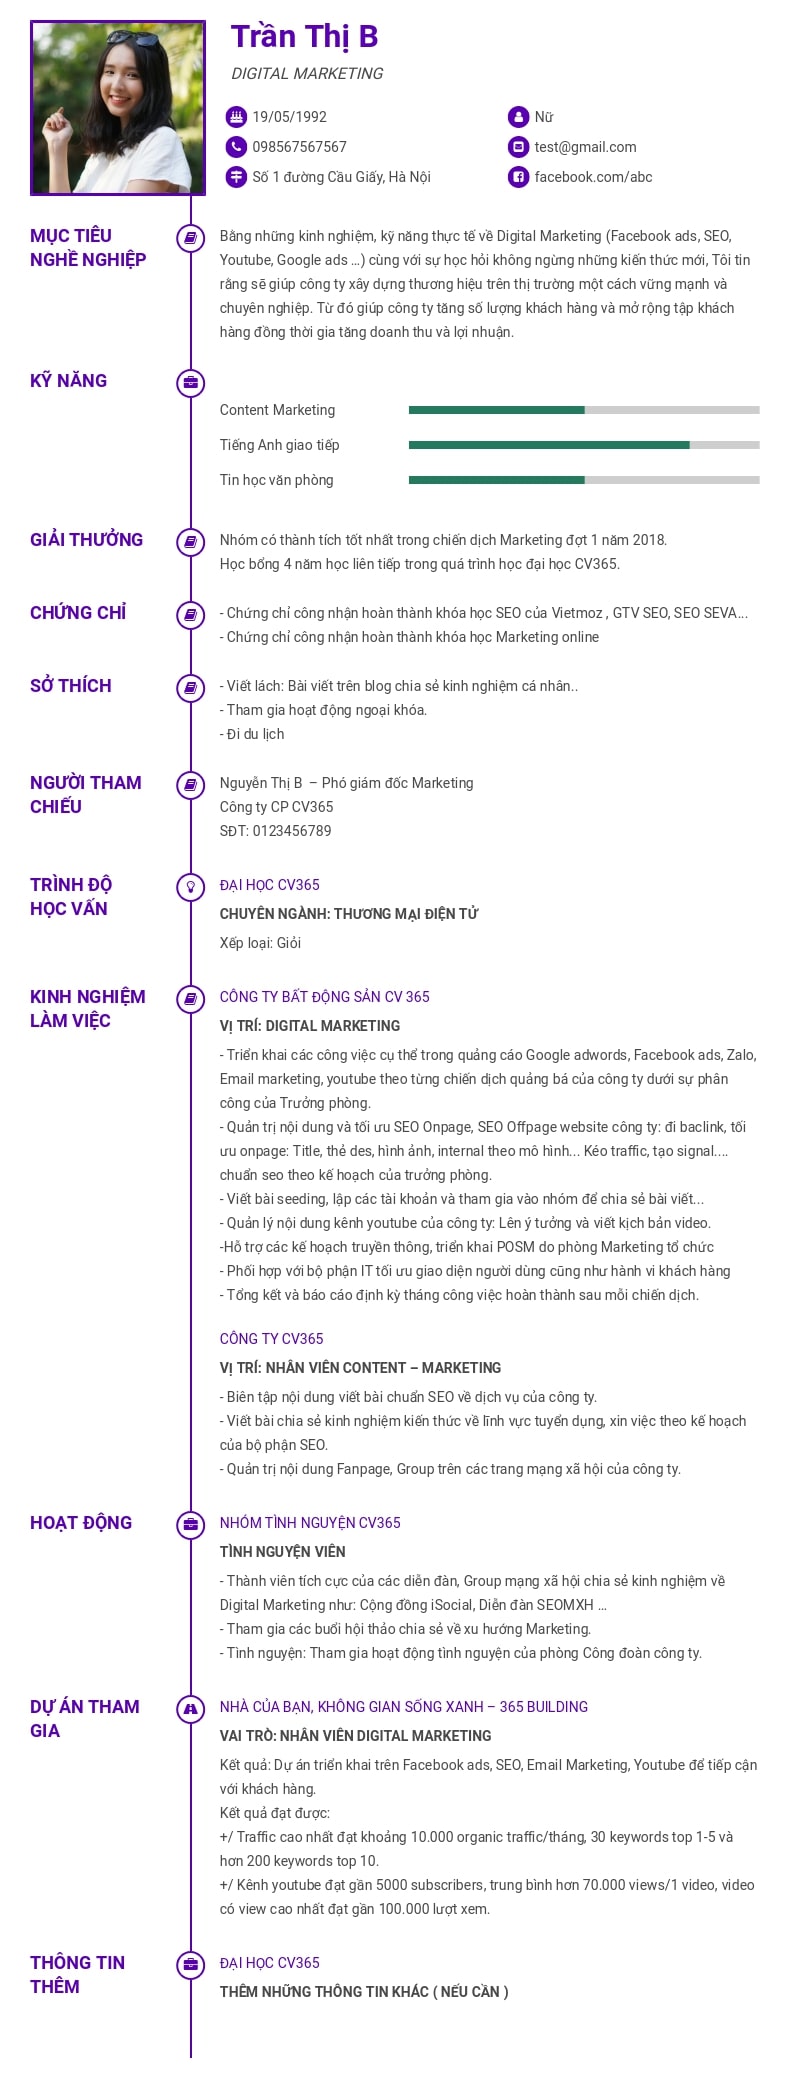 Trần Thị B
DIGITAL MARKETING
19/05/1992
Nữ
098567567567
test@gmail.com
Số 1 đường Cầu Giấy, Hà Nội
facebook.com/abc
MỤC TIÊU
NGHỀ NGHIỆP
Bằng những kinh nghiệm, kỹ năng thực tế về Digital Marketing (Facebook ads, SEO,
Youtube, Google ads ...) cùng với sự học hỏi không ngừng những kiến thức mới, Tôi tin
rằng sẽ giúp công ty xây dựng thương hiệu trên thị trường một cách vững mạnh và
chuyên nghiệp. Từ đó giúp công ty tăng số lượng khách hàng và mở rộng tập khách
hàng đồng thời gia tăng doanh thu và lợi nhuận.
KỸ NĂNG
Content Marketing
Tiếng Anh giao tiếp
Tin học văn phòng
GIẢI THƯỞNG
Nhóm có thành tích tốt nhất trong chiến dịch Marketing đợt 1 năm 2018.
Học bổng 4 năm học liên tiếp trong quá trình học đại học CV365.
CHỨNG CHỈ
- Chứng chỉ công nhận hoàn thành khóa học SEO của Vietmoz , GTV SEO, SEO SEVA...
- Chứng chỉ công nhận hoàn thành khóa học Marketing online
SỞ THÍCH
- Viết lách: Bài viết trên blog chia sẻ kinh nghiệm cá nhân..
- Tham gia hoạt động ngoại khóa.
- Đi du lịch
NGƯỜI THAM
CHIẾU
Nguyễn Thị B – Phó giám đốc Marketing
Công ty CP CV365
SĐT: 0123456789
TRÌNH ĐỘ
HỌC VẤN
ĐẠI HỌC CV365
CHUYÊN NGÀNH: THƯƠNG MẠI ĐIỆN TỬ
Xếp loại: Giỏi
KINH NGHIỆM
LÀM VIỆC
CÔNG TY BẤT ĐỘNG SẢN CV 365
VỊ TRÍ: DIGITAL MARKETING
- Triển khai các công việc cụ thể trong quảng cáo Google adwords, Facebook ads, Zalo,
Email marketing, youtube theo từng chiến dịch quảng bá của công ty dưới sự phân
công của Trưởng phòng.
- Quản trị nội dung và tối ưu SEO Onpage, SEO Offpage website công ty: đi baclink, tối
ưu onpage: Title, thẻ des, hình ảnh, internal theo mô hình... Kéo traffic, tạo signal....
chuẩn seo theo kế hoạch của trưởng phòng.
- Viết bài seeding, lập các tài khoản và tham gia vào nhóm để chia sẻ bài viết...
- Quản lý nội dung kênh youtube của công ty: Lên ý tưởng và viết kịch bản video.
-Hỗ trợ các kế hoạch truyền thông, triển khai POSM do phòng Marketing tổ chức
- Phối hợp với bộ phận IT tối ưu giao diện người dùng cũng như hành vi khách hàng
- Tổng kết và báo cáo định kỳ tháng công việc hoàn thành sau mỗi chiến dịch.
CÔNG TY CV365
VỊ TRÍ: NHÂN VIÊN CONTENT – MARKETING
- Biên tập nội dung viết bài chuẩn SEO về dịch vụ của công ty.
- Viết bài chia sẻ kinh nghiệm kiến thức về lĩnh vực tuyển dụng, xin việc theo kế hoạch
của bộ phận SEO.
- Quản trị nội dung Fanpage, Group trên các trang mạng xã hội của công ty.
HOẠT ĐỘNG
NHÓM TÌNH NGUYỆN CV365
TÌNH NGUYỆN VIÊN
- Thành viên tích cực của các diễn đàn, Group mạng xã hội chia sẻ kinh nghiệm về
Digital Marketing như: Cộng đồng iSocial, Diễn đàn SEOMXH ...
- Tham gia các buổi hội thảo chia sẻ về xu hướng Marketing.
- Tình nguyện: Tham gia hoạt động tình nguyện của phòng Công đoàn công ty.
DỰ ÁN THAM
GIA
NHÀ CỦA BẠN, KHÔNG GIAN SỐNG XANH – 365 BUILDING
VAI TRÒ: NHÂN VIÊN DIGITAL MARKETING
Kết quả: Dự án triển khai trên Facebook ads, SEO, Email Marketing, Youtube để tiếp cận
với khách hàng.
Kết quả đạt được:
+/ Traffic cao nhất đạt khoảng 10.000 organic traffic/tháng, 30 keywords top 1-5 và
hơn 200 keywords top 10.
+/ Kênh youtube đạt gần 5000 subscribers, trung bình hơn 70.000 views/1 video, video
có view cao nhất đạt gần 100.000 lượt xem.
THÔNG TIN
THÊM
ĐẠI HỌC CV365
THÊM NHỮNG THÔNG TIN KHÁC ( NẾU CẦN )